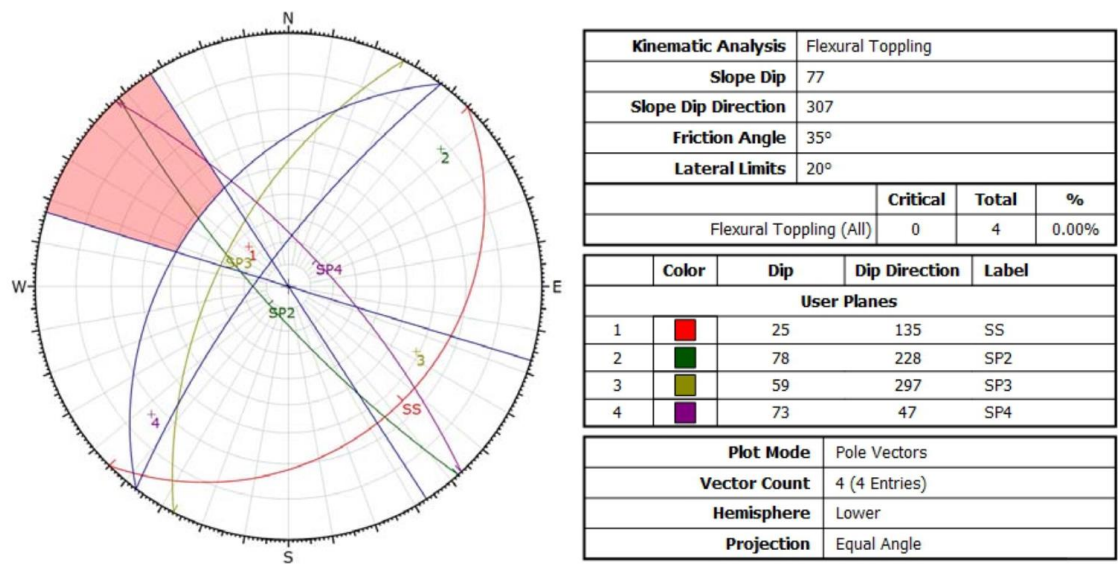 N
W
E
S
1
2
3
4
SP3
SP4
SP2
SS
Kinematic Analysis Flexural Toppling
Slope Dip 77
Slope Dip Direction 307
Friction Angle 35°
Lateral Limits 20°
Critical Total %
Flexural Toppling (All) 0 4 0.00%
Color Dip Dip Direction Label
User Planes
1 25 135 SS
2 78 228 SP2
3 59 297 SP3
4 73 47 SP4
Plot Mode Pole Vectors
Vector Count 4 (4 Entries)
Hemisphere Lower
Projection Equal Angle